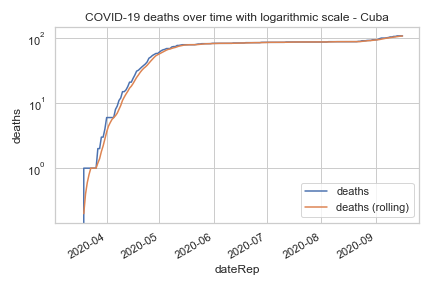 COVID-19 deaths over time with logarithmic scale - Cuba
10²
10¹
10⁰
deaths
deaths
deaths (rolling)
2020-04
2020-05
2020-06
2020-07
2020-08
2020-09
dateRep